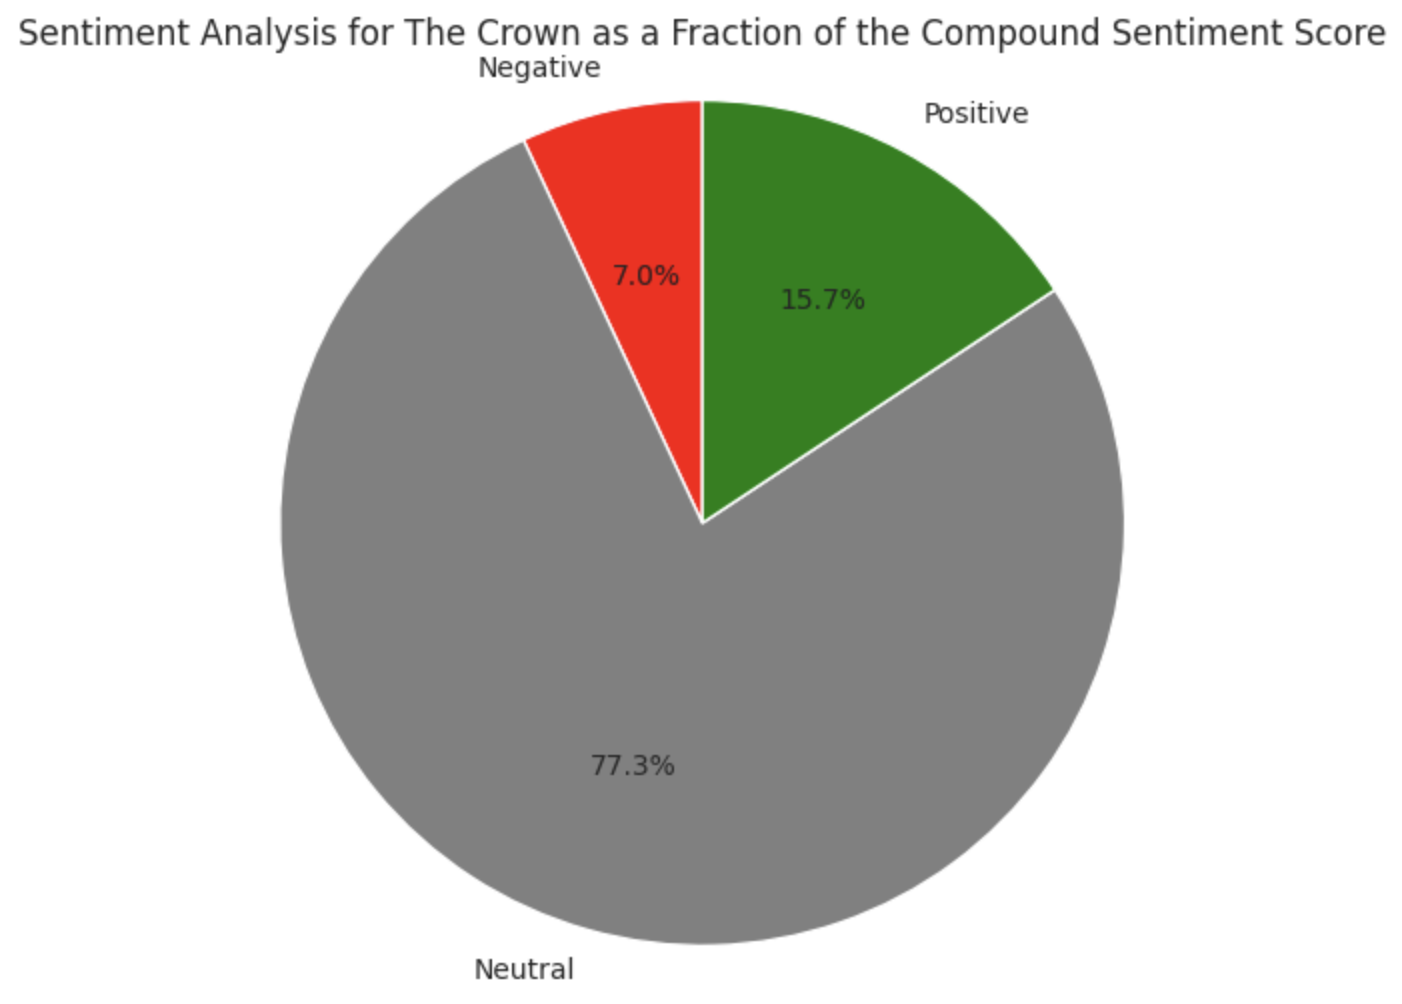 Sentiment Analysis for The Crown as a Fraction of the Compound Sentiment Score
Negative
Positive
7.0%
15.7%
77.3%
Neutral